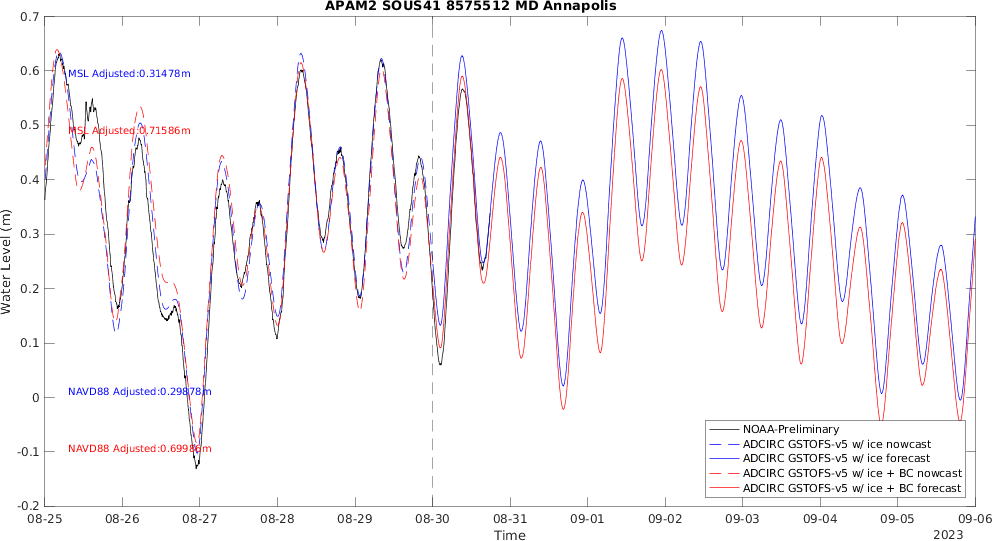 APAM2 SOUS41 8575512 MD Annapolis
0.7
0.6
0.5
0.4
0.3
0.2
0.1
0
-0.1
-0.2
Water Level (m)
MSL Adjusted:0.31478m
MSL Adjusted:0.71586m
NAVD88 Adjusted:0.29878m
NAVD88 Adjusted:0.69986m
NOAA-Preliminary
ADCIRC GSTOFS-v5 w/ ice nowcast
ADCIRC GSTOFS-v5 w/ ice forecast
ADCIRC GSTOFS-v5 w/ ice + BC nowcast
ADCIRC GSTOFS-v5 w/ ice + BC forecast
08-25 08-26 08-27 08-28 08-29 08-30 08-31 09-01 09-02 09-03 09-04 09-05 09-06
Time
2023